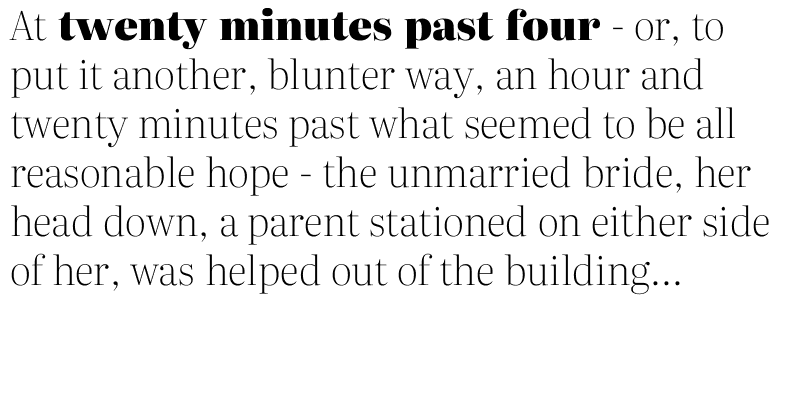 At twenty minutes past four - or, to
put it another, blunter way, an hour and
twenty minutes past what seemed to be all
reasonable hope - the unmarried bride, her
head down, a parent stationed on either side
of her, was helped out of the building...